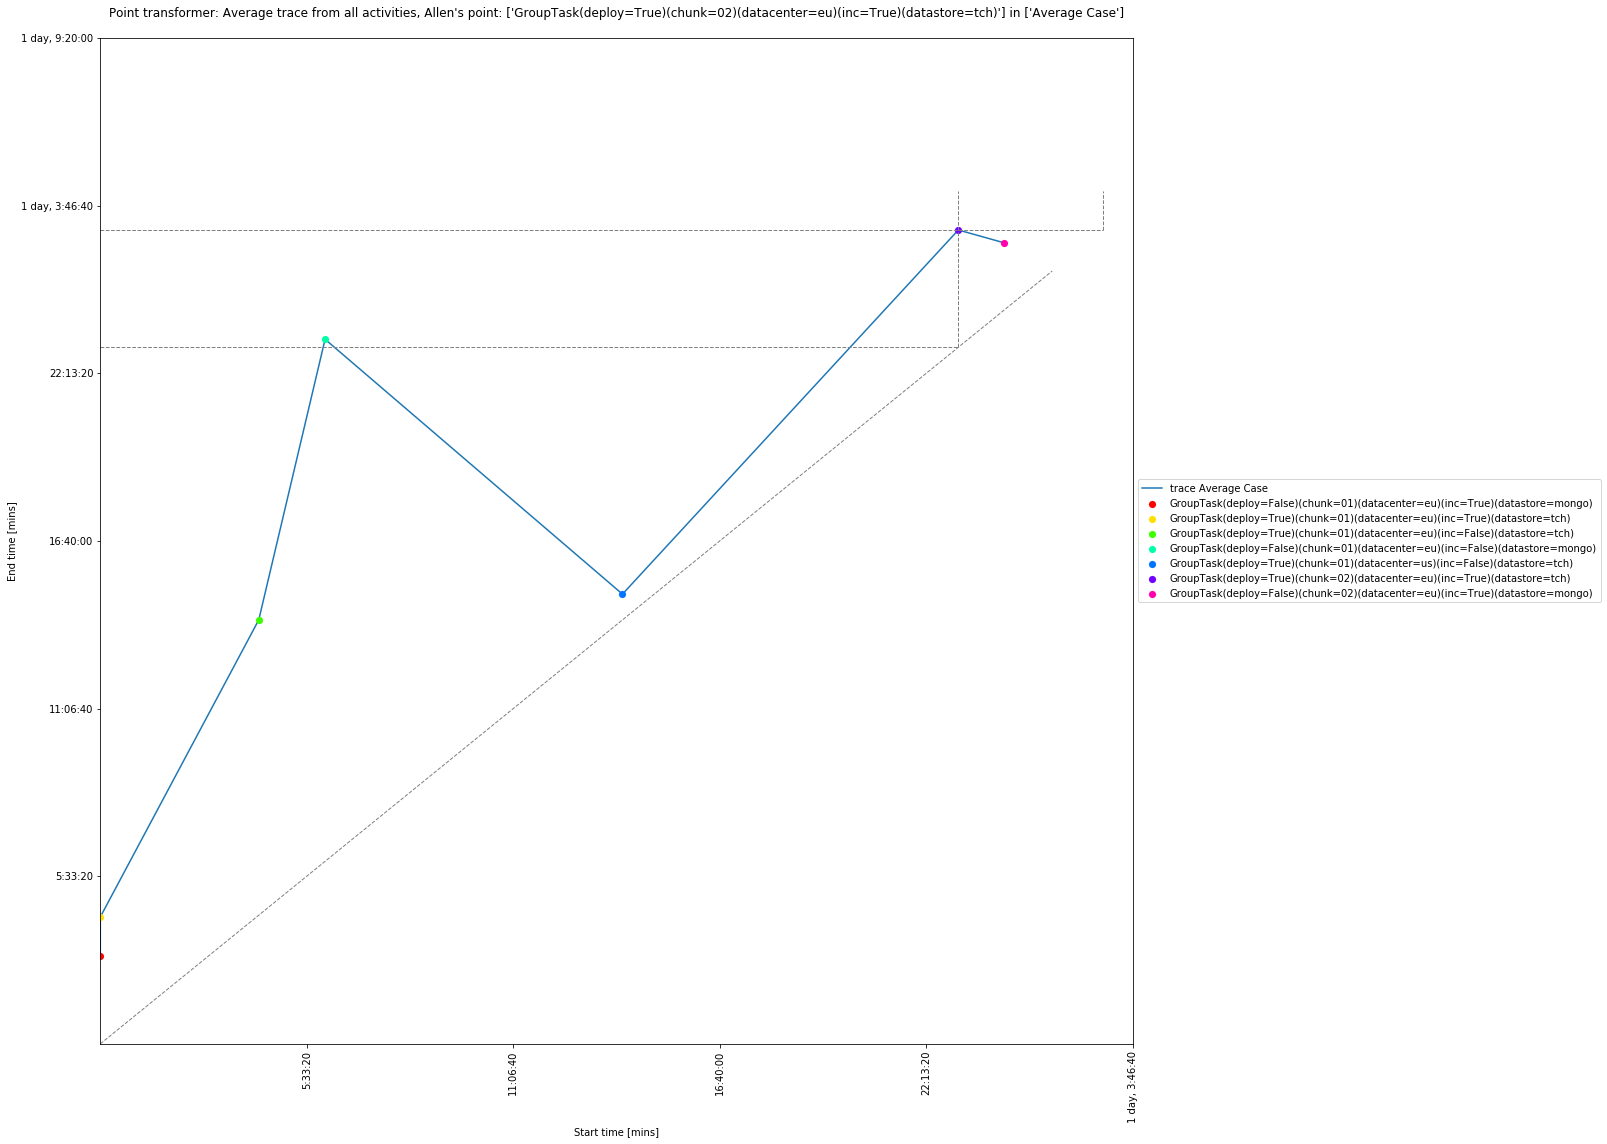 Point transformer: Average trace from all activities, Allen's point: ['GroupTask(deploy=True)(chunk=02)(datacenter=eu)(inc=True)(datastore=tch)'] in ['Average Case']
1 day, 9:20:00
1 day, 3:46:40
22:13:20
16:40:00
11:06:40
5:33:20
End time [mins]
5:33:20
11:06:40
16:40:00
22:13:20
1 day, 3:46:40
Start time [mins]
trace Average Case
GroupTask(deploy=False)(chunk=01)(datacenter=eu)(inc=True)(datastore=mongo)
GroupTask(deploy=True)(chunk=01)(datacenter=eu)(inc=True)(datastore=tch)
GroupTask(deploy=True)(chunk=01)(datacenter=eu)(inc=False)(datastore=tch)
GroupTask(deploy=False)(chunk=01)(datacenter=eu)(inc=False)(datastore=mongo)
GroupTask(deploy=True)(chunk=01)(datacenter=us)(inc=False)(datastore=tch)
GroupTask(deploy=True)(chunk=02)(datacenter=eu)(inc=True)(datastore=tch)
GroupTask(deploy=False)(chunk=02)(datacenter=eu)(inc=True)(datastore=mongo)